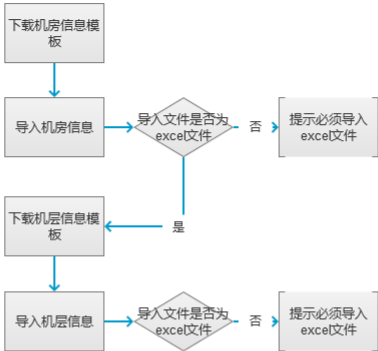 下载机房信息模
板
导入机房信息
导入文件是否为
excel文件
否
提示必须导入
excel文件
是
下载机层信息模
板
导入机层信息
导入文件是否为
excel文件
否
提示必须导入
excel文件